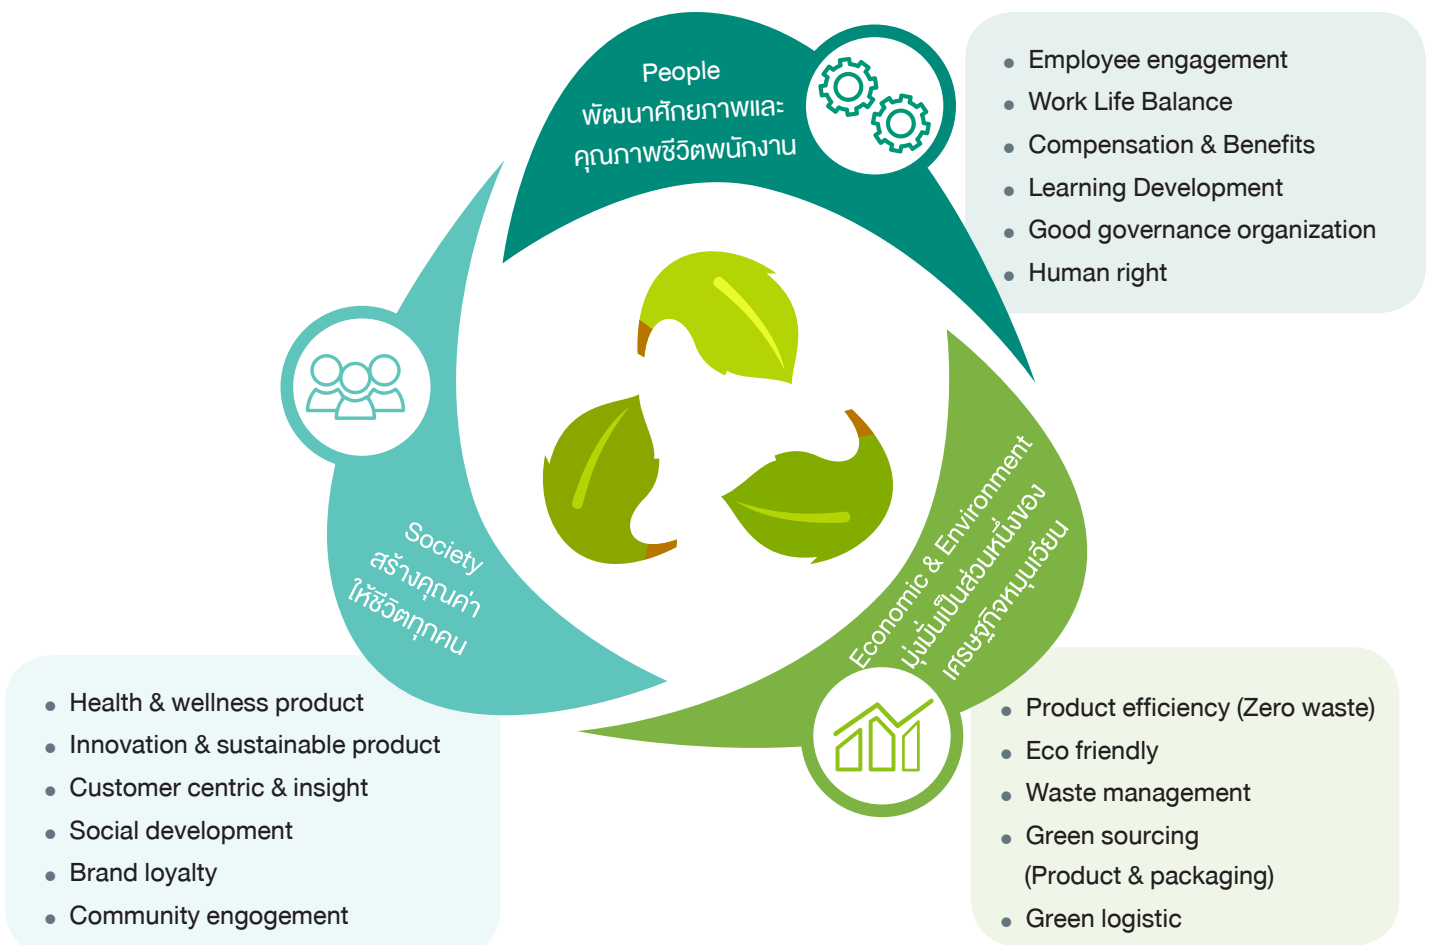 People
พัฒนาศักยภาพและ
คุณภาพชีวิตพนักงาน
Employee engagement
Work Life Balance
Compensation & Benefits
Learning Development
Good governance organization
Human right
Society
สร้างคุณค่า
ให้ชีวิตทุกคน
Health & wellness product
Innovation & sustainable product
Customer centric & insight
Social development
Brand loyalty
Community engogement
Economic & Environment
มุ่งมั่นเป็นส่วนหนึ่งของ
เศรษฐกิจหมุนเวียน
Product efficiency (Zero waste)
Eco friendly
Waste management
Green sourcing
(Product & packaging)
Green logistic